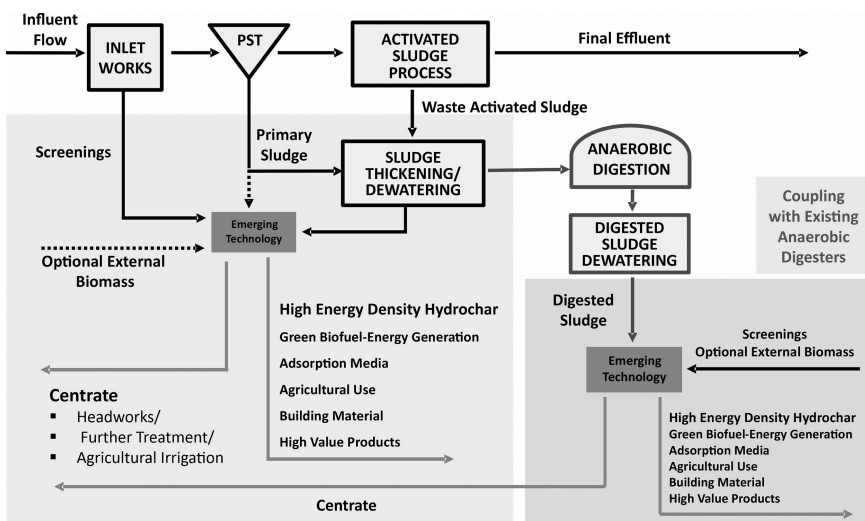 Influent
Flow
INLET
WORKS
PST
ACTIVATED
SLUDGE
PROCESS
Final Effluent
Waste Activated Sludge
Screenings
Primary
Sludge
SLUDGE
THICKENING/
DEWATERING
ANAEROBIC
DIGESTION
Coupling
with Existing
Anaerobic
Digesters
Emerging
Technology
Optional External
Biomass
DIGESTED
SLUDGE
DEWATERING
High Energy Density Hydrochar
Green Biofuel-Energy Generation
Adsorption Media
Agricultural Use
Building Material
High Value Products
Centrate
▪ Headworks/
▪ Further Treatment/
▪ Agricultural Irrigation
Digested
Sludge
Screenings
Optional External Biomass
Emerging
Technology
High Energy Density Hydrochar
Green Biofuel-Energy Generation
Adsorption Media
Agricultural Use
Building Material
High Value Products
Centrate